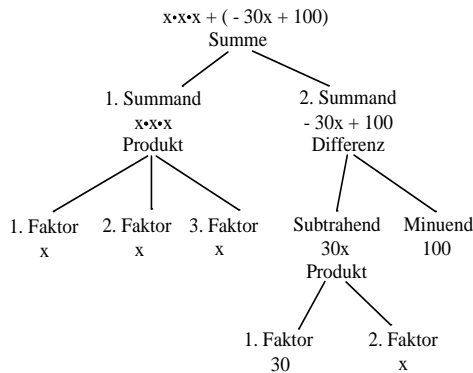 x•x•x + ( - 30x + 100)
Summe
1. Summand
x•x•x
Produkt
2. Summand
- 30x + 100
Differenz
1. Faktor
x
2. Faktor
x
3. Faktor
x
Subtrahend
30x
Produkt
Minuend
100
1. Faktor
30
2. Faktor
x